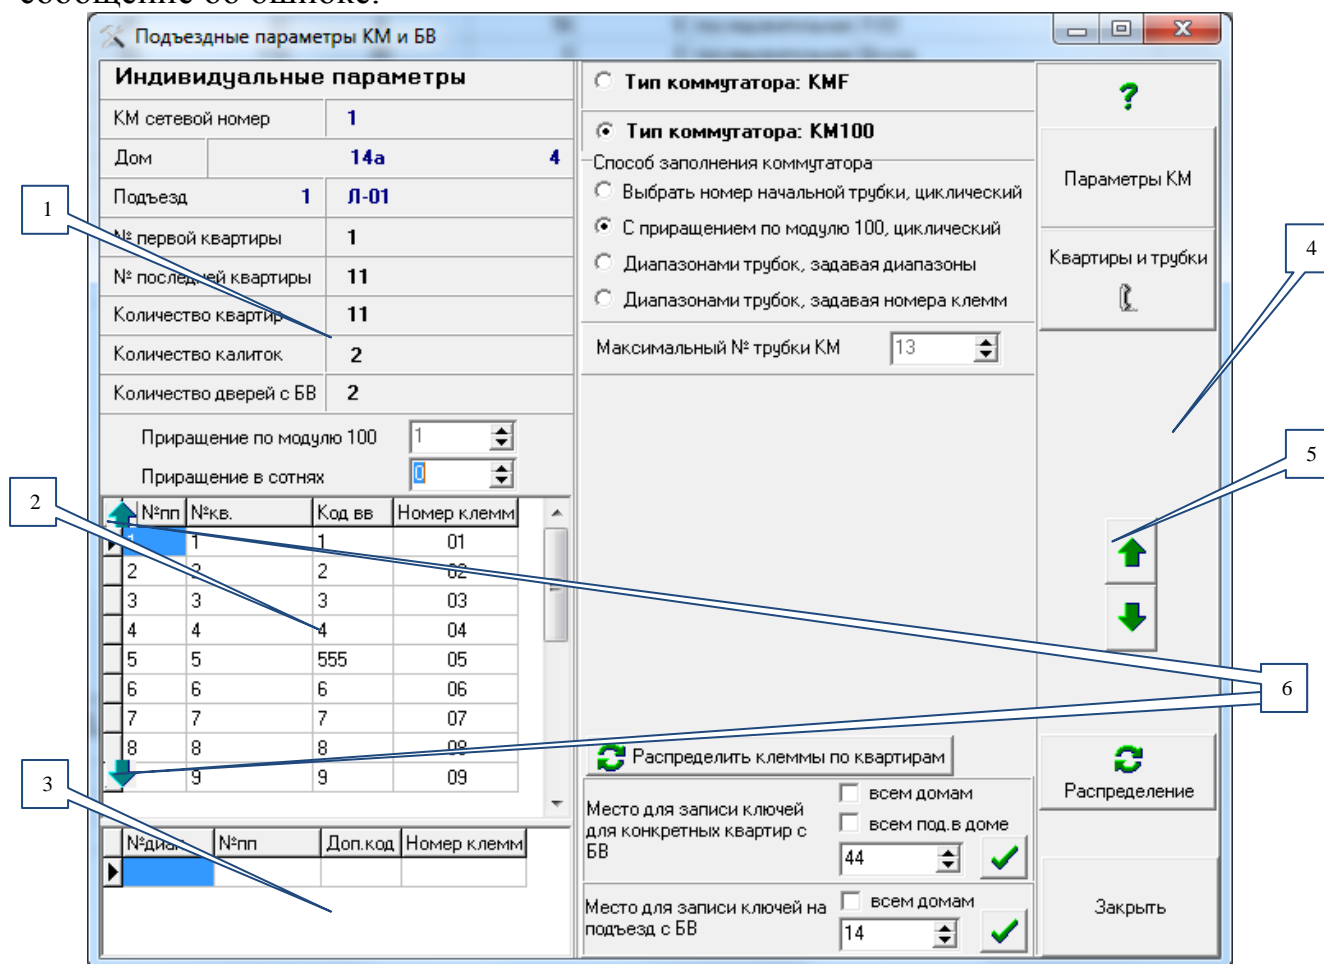 сообщение об ошибке.
Подъездные параметры КМ и БВ
Индивидуальные параметры
КМ сетевой номер 1
Дом 14а 4
Подъезд 1 Л-01
№ первой квартиры 1
№ последней квартиры 11
Количество квартир 11
Количество калиток 2
Количество дверей с БВ 2
Приращение по модулю 100 1
Приращение в сотнях 0
№пп №кв. Код вв Номер клемм
1 1 1 01
2 2 2 02
3 3 3 03
4 4 4 04
5 5 555 05
6 6 6 06
7 7 7 07
8 8 8 08
9 9 09
№диап №пп Доп.код Номер клемм
Тип коммутатора: KMF
Тип коммутатора: КМ100
Способ заполнения коммутатора
Выбрать номер начальной трубки, циклический
С приращением по модулю 100, циклический
Диапазонами трубок, задавая диапазоны
Диапазонами трубок, задавая номера клемм
Максимальный № трубки КМ 13
Распределить клеммы по квартирам
Место для записи ключей
для конкретных квартир с
БВ
всем домам
всем под.в доме
44
Место для записи ключей на
подъезд с БВ
всем домам
14
?
Параметры КМ
Квартиры и трубки
Распределение
Закрыть
1
2
3
4
5
6